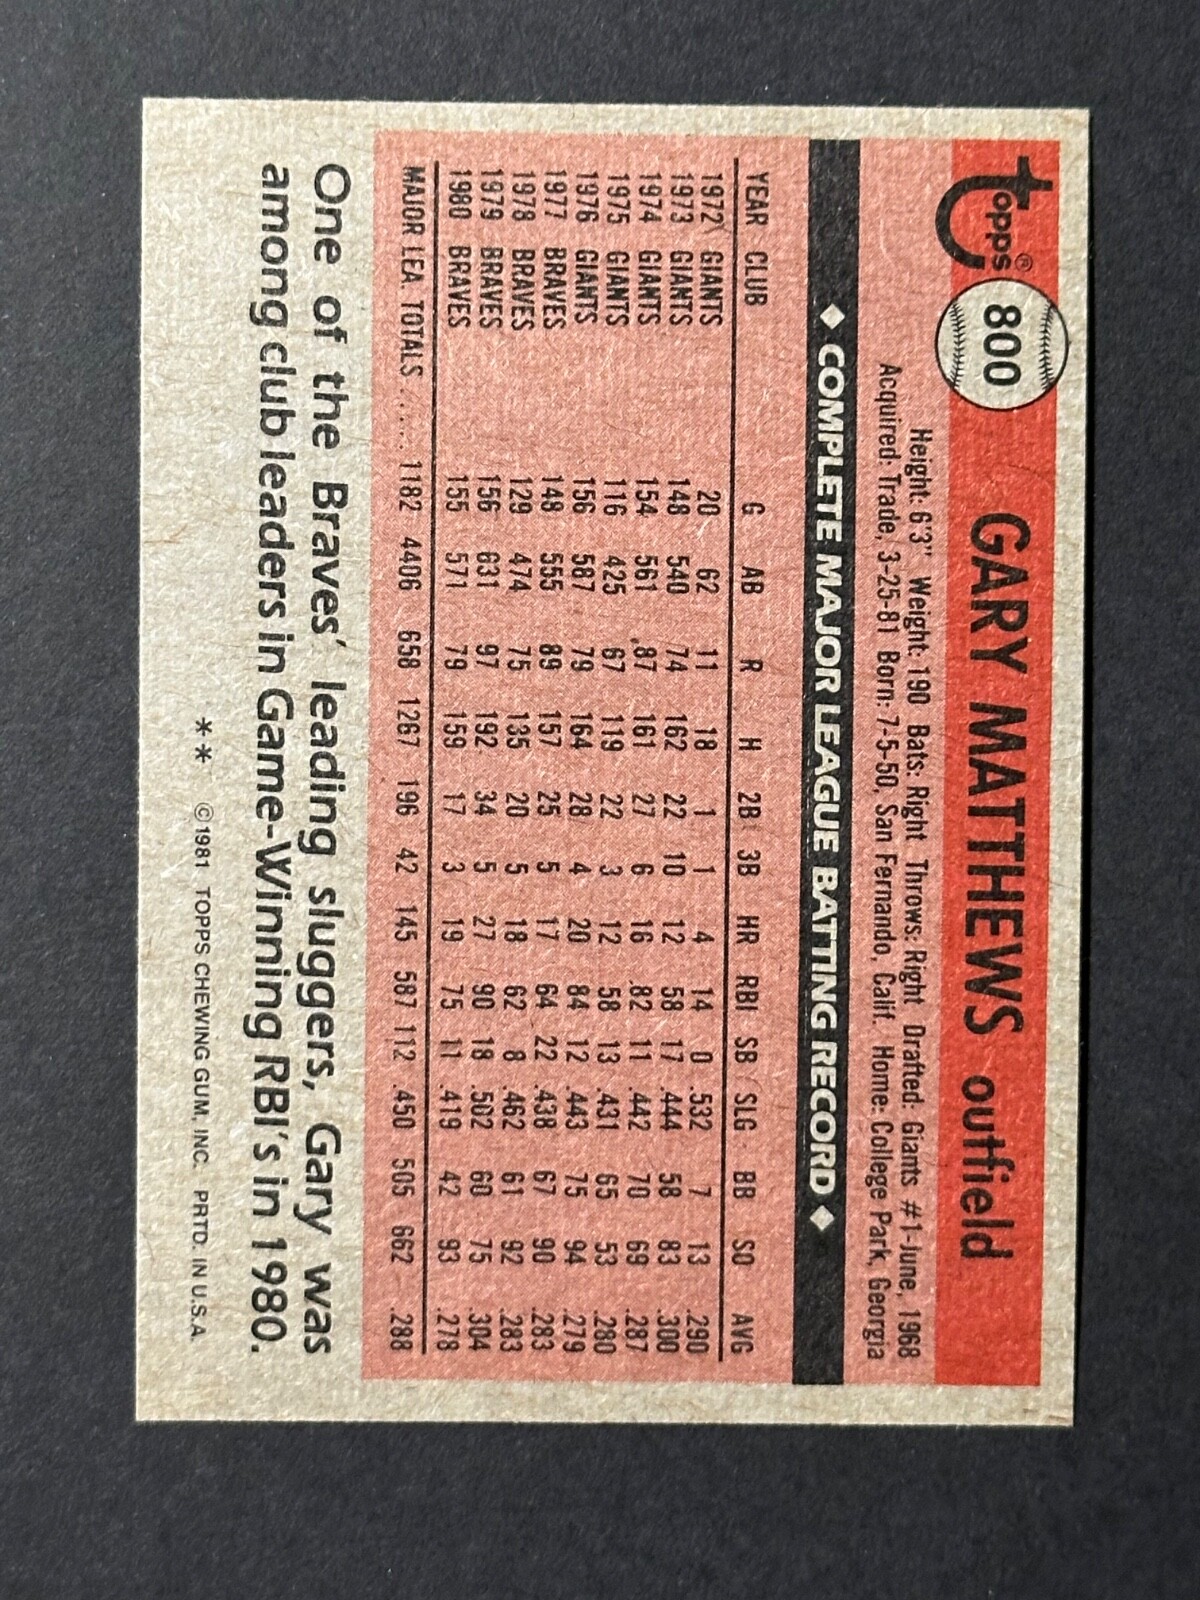 Topps® 800 GARY MATTHEWS outfield
Height: 6'3" Weight: 190 Bats: Right Throws: Right Drafted: Giants #1-June, 1968
Acquired: Trade, 3-25-81 Born: 7-5-50, San Fernando, Calif. Home: College Park, Georgia
◆ COMPLETE MAJOR LEAGUE BATTING RECORD ◆
YEAR CLUB G AB R H 2B 3B HR RBI SB SLG BB SO AVG
1972 GIANTS 20 62 11 18 1 1 4 14 0 .532 7 13 .290
1973 GIANTS 148 540 74 162 22 10 12 58 17 .444 58 83 .300
1974 GIANTS 154 561 87 161 27 6 16 82 11 .442 70 69 .287
1975 GIANTS 116 425 67 119 22 3 12 58 13 .431 65 53 .280
1976 GIANTS 156 587 79 164 28 4 20 84 12 .443 75 94 .279
1977 BRAVES 148 555 89 157 25 5 17 64 22 .438 67 90 .283
1978 BRAVES 129 474 75 135 20 5 18 62 8 .462 61 92 .283
1979 BRAVES 156 631 97 192 34 5 27 90 18 .502 60 75 .304
1980 BRAVES 155 571 79 159 17 3 19 75 11 .419 42 93 .278
MAJOR LEA. TOTALS ..... 1182 4406 658 1267 196 42 145 587 112 .450 505 662 .288
One of the Braves' leading sluggers, Gary was
among club leaders in Game-Winning RBI's in 1980.
** ©1981 TOPPS CHEWING GUM, INC. PRTD. IN U.S.A.